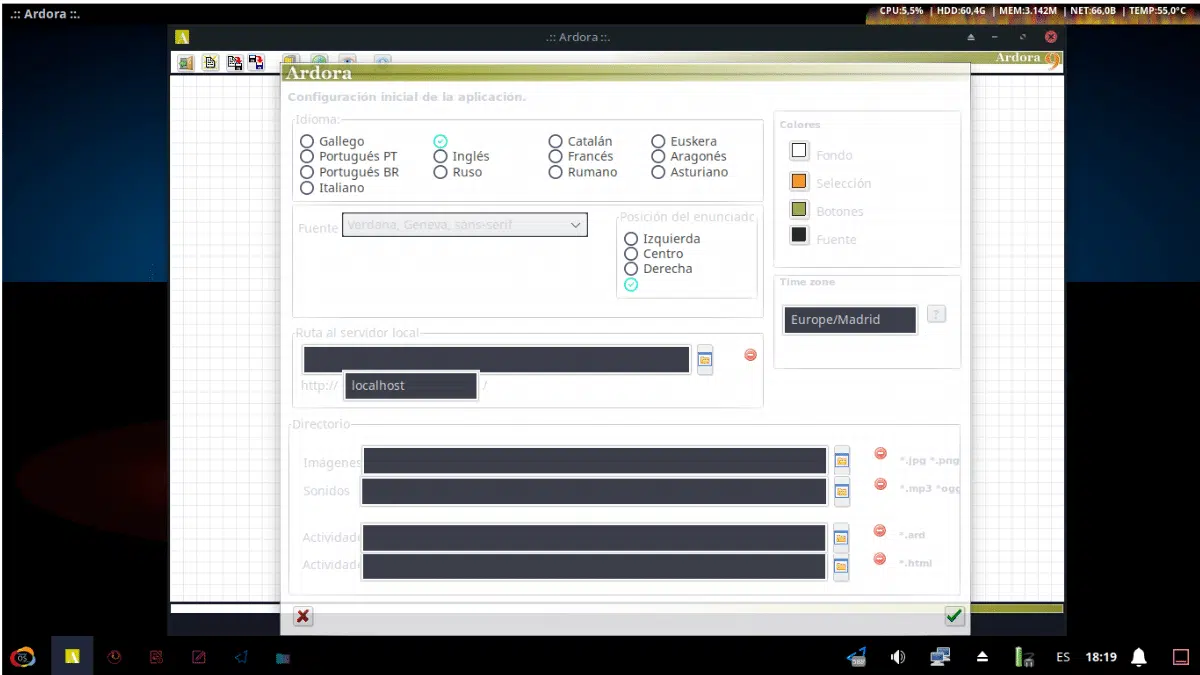 .:: Ardora ::.
CPU:5,5% | HDD:60,4G | MEM:3.142M | NET:66,0B | TEMP:55,0°C
A
.:: Ardora ::.
Ardora
Ardora
Configuración inicial de la aplicación.
Idioma:
Gallego
Catalán
Euskera
Portugués PT
Inglés
Francés
Aragonés
Portugués BR
Ruso
Rumano
Asturiano
Italiano
Colores
Fondo
Selección
Botones
Fuente
Fuente
Verdana, Geneva, sans-serif
Posición del enunciado
Izquierda
Centro
Derecha
Time zone
Europe/Madrid
?
Ruta al servidor local
http://
localhost
/
Directorio
Imágenes
*.jpg *.png
Sonidos
*.mp3 *ogg
Actividad
*.ard
Actividad
*.html
OS
A
ES
18:19